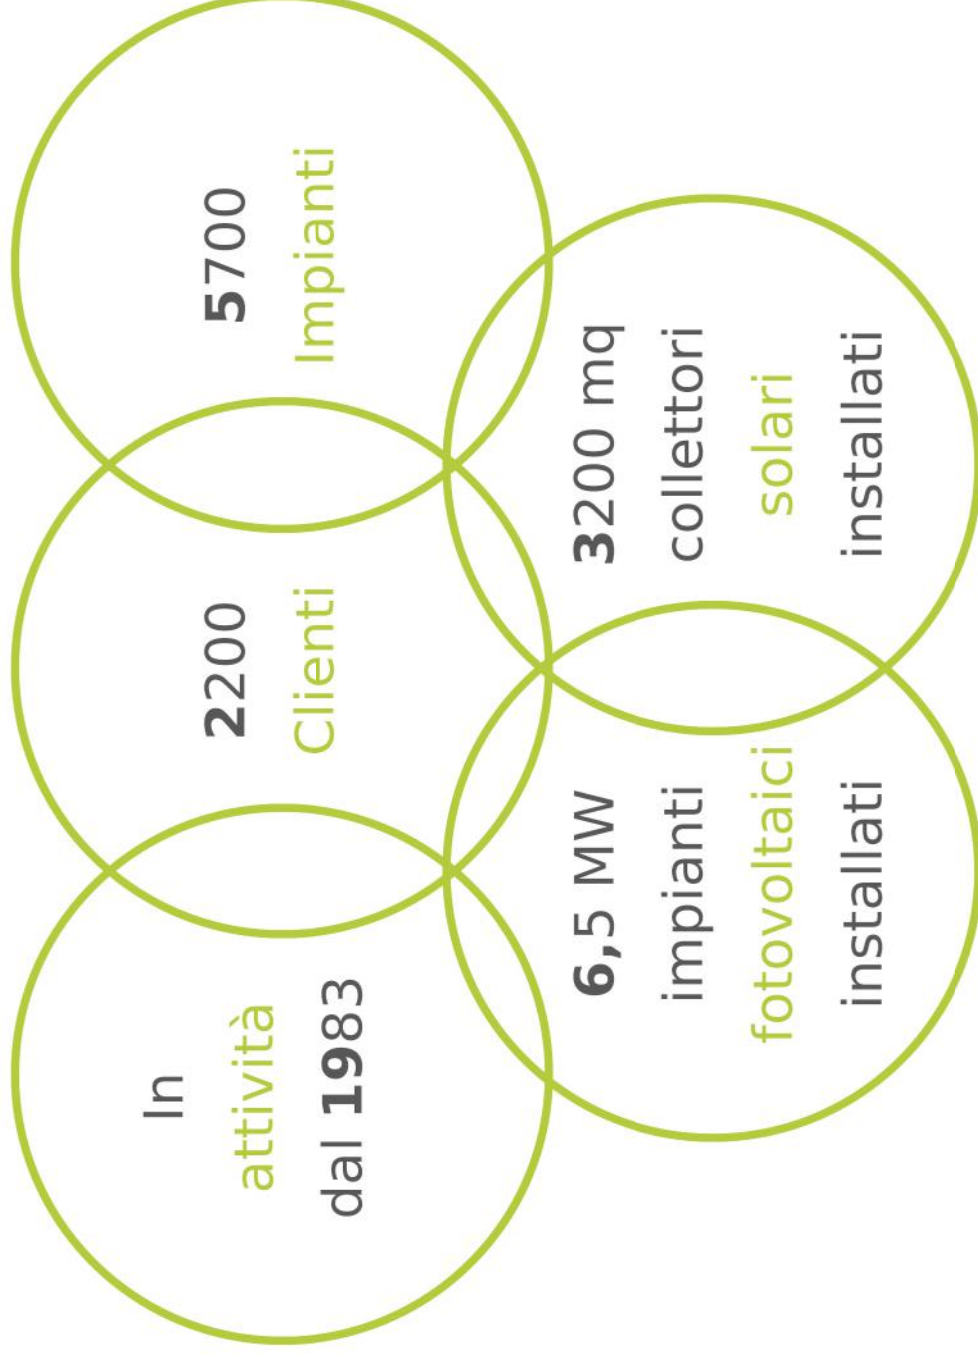 In
attività
dal 1983
2200
Clienti
5700
Impianti
6,5 MW
impianti
fotovoltaici
installati
3200 mq
collettori
solari
installati